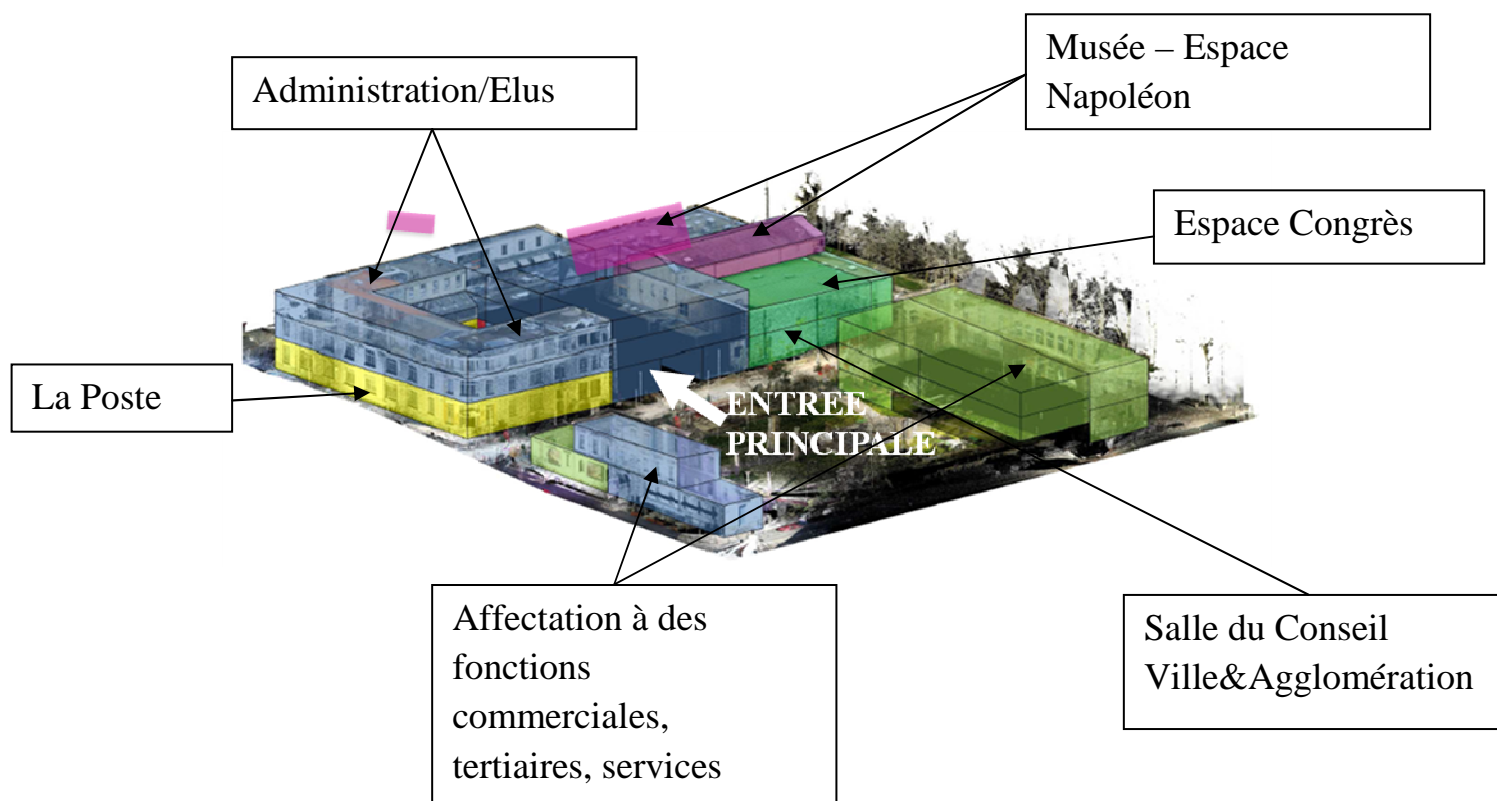 Musée – Espace
Napoléon
Administration/Elus
Espace Congrès
La Poste
ENTREE
PRINCIPALE
Affectation à des
fonctions
commerciales,
tertiaires, services
Salle du Conseil
Ville&Agglomération